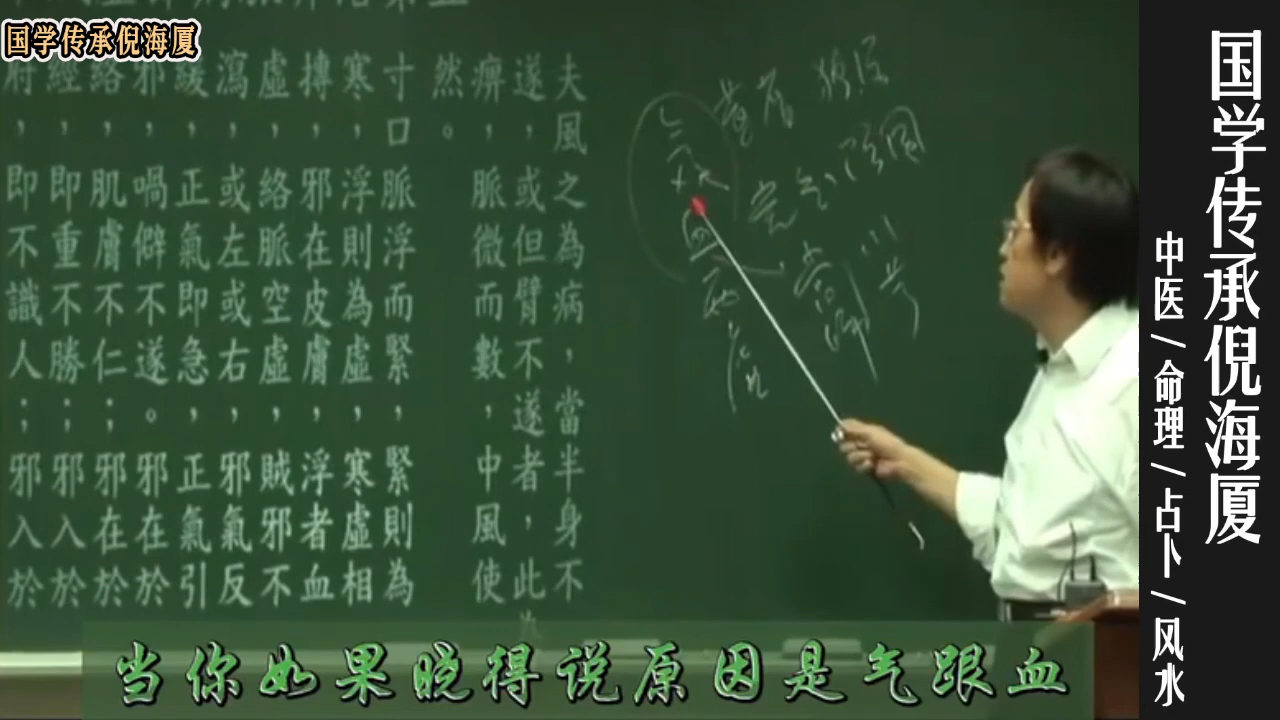 国学传承倪海厦
夫風之為病，當半身不
遂，或但臂不遂者，此為
痹，脈微而數，中風使
然。
寸口脈浮而緊，緊則為
寒，浮則為虛，寒虛相
搏，邪在皮膚，浮者血
虛，絡脈空虛，賊邪不
瀉，或左或右，邪氣反
緩，正氣即急，正氣引
邪，喎僻不遂。邪在於
絡，肌膚不仁；邪在於
經，即重不勝；邪入於
府，即不識人；邪入於
氣
血
当你如果晓得说原因是气跟血
国学传承倪海厦
中医/命理/占卜/风水